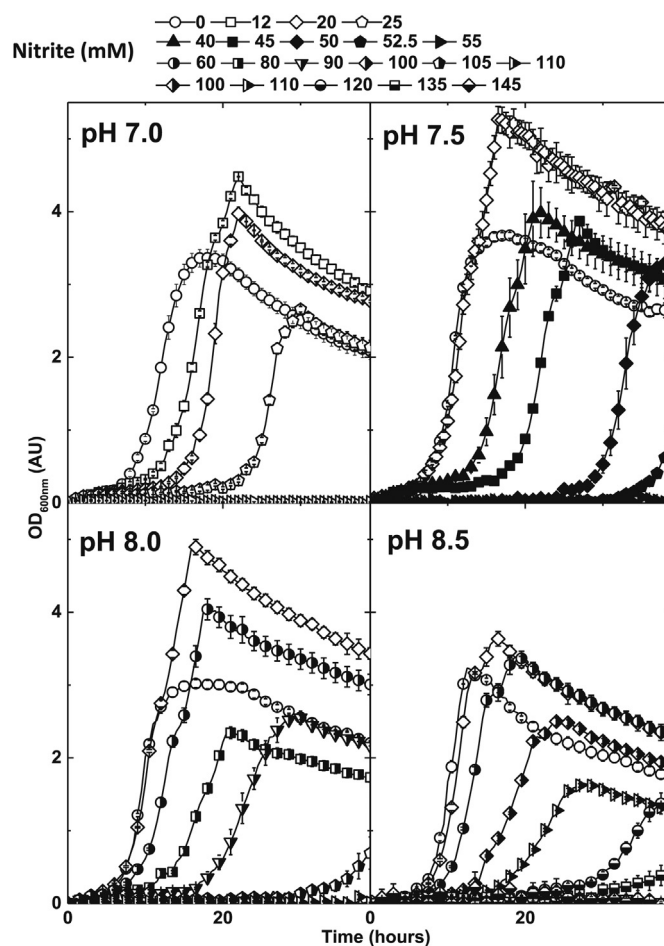 Nitrite (mM)
0 12 20 25
40 45 50 52.5 55
60 80 90 100 105 110
100 110 120 135 145
pH 7.0 pH 7.5
4
2
0
OD600nm (AU)
pH 8.0 pH 8.5
4
2
0
0 20 0 20
Time (hours) Time (hours)